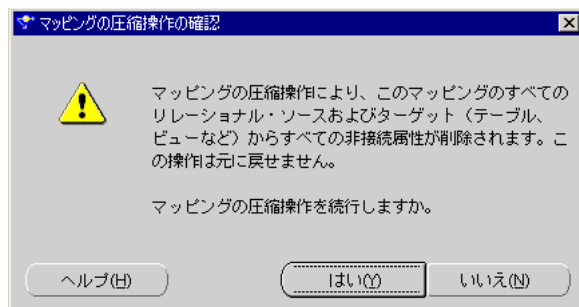 マッピングの圧縮操作の確認
マッピングの圧縮操作により、このマッピングのすべての
リレーショナル・ソースおよびターゲット（テーブル、
ビューなど）からすべての非接続属性が削除されます。こ
の操作は元に戻せません。
マッピングの圧縮操作を続行しますか。
ヘルプ(H)
はい(Y)
いいえ(N)